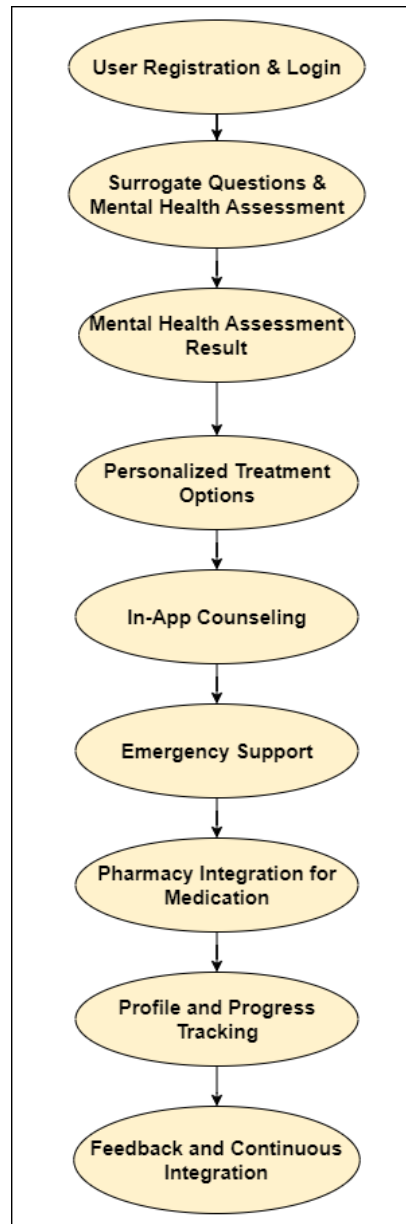 User Registration & Login
Surrogate Questions &
Mental Health Assessment
Mental Health Assessment
Result
Personalized Treatment
Options
In-App Counseling
Emergency Support
Pharmacy Integration for
Medication
Profile and Progress
Tracking
Feedback and Continuous
Integration